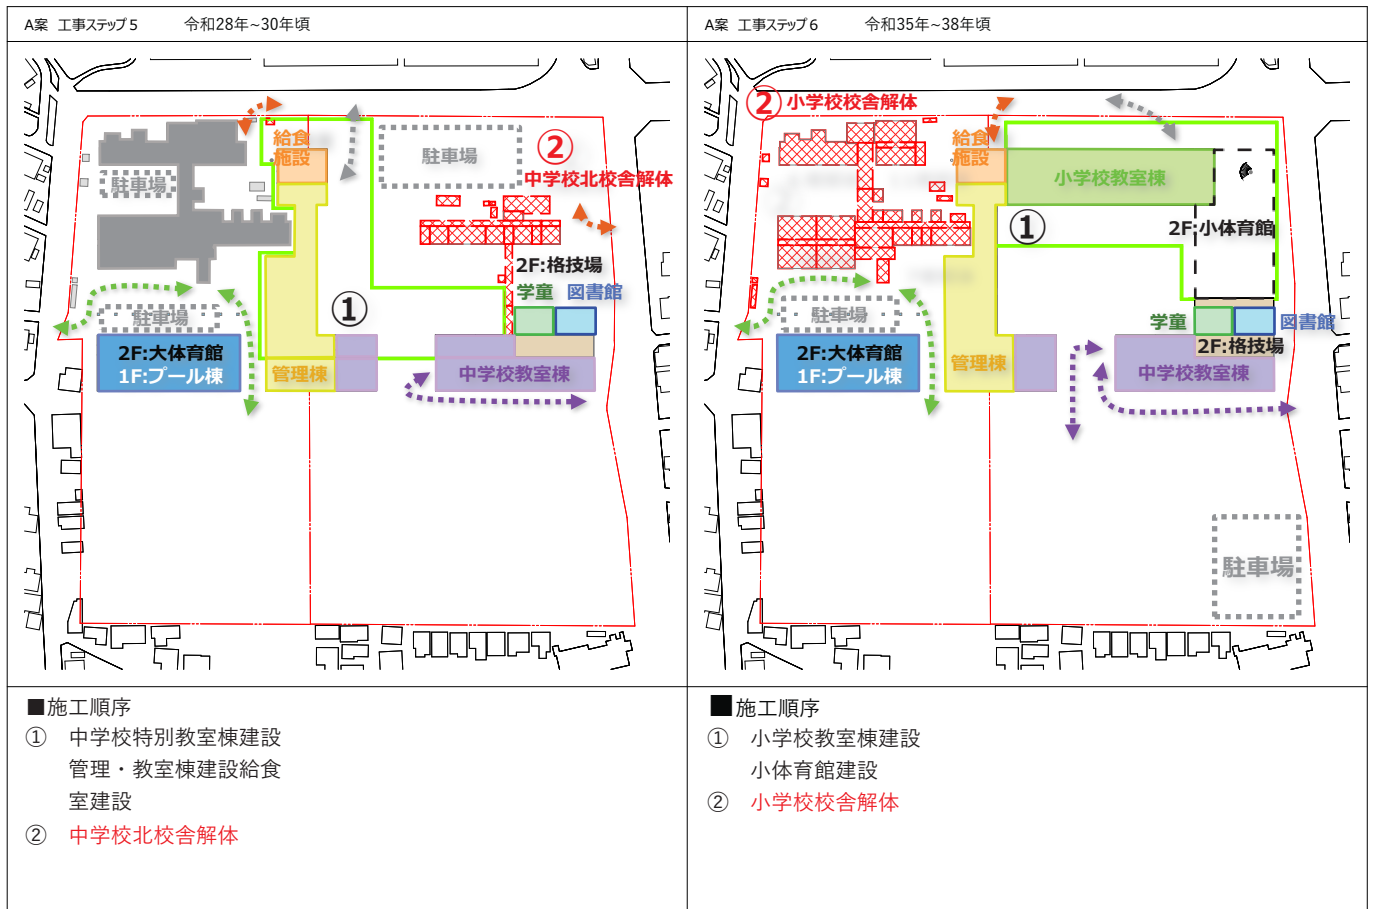 A案 工事ステップ5 令和28年~30年頃
②
給食
施設
駐車場
中学校北校舎解体
駐車場
2F:格技場
学童 図書館
①
駐車場
2F:大体育館
1F:プール棟
管理棟
中学校教室棟
■施工順序
① 中学校特別教室棟建設
管理・教室棟建設給食
室建設
② 中学校北校舎解体
A案 工事ステップ6 令和35年~38年頃
② 小学校校舎解体
給食
施設
小学校教室棟
①
2F:小体育館
駐車場
学童 図書館
2F:格技場
2F:大体育館
1F:プール棟
管理棟
中学校教室棟
駐車場
■施工順序
① 小学校教室棟建設
小体育館建設
② 小学校校舎解体